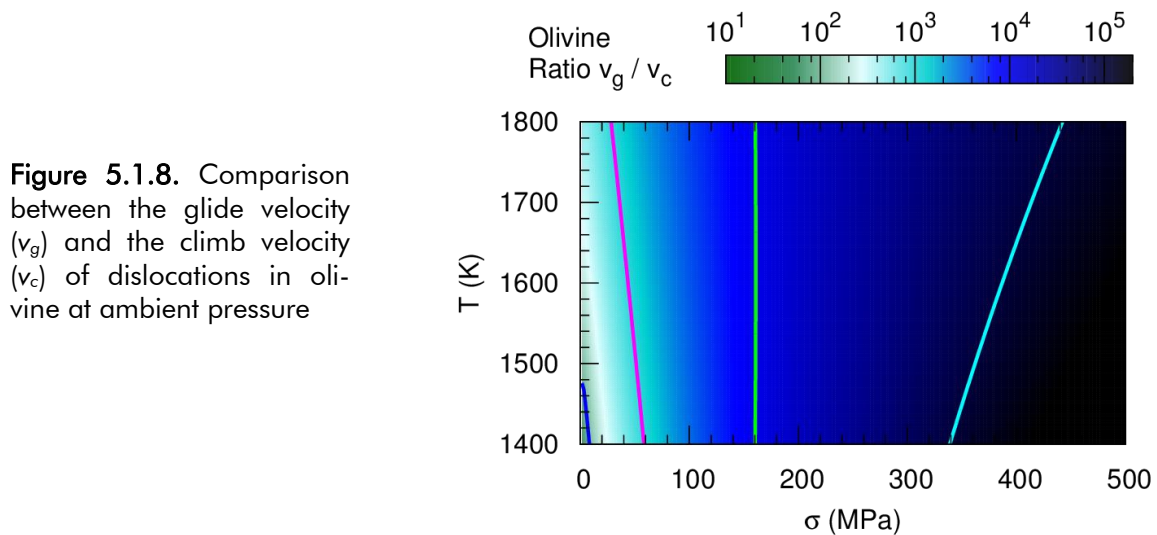 Figure 5.1.8. Comparison
between the glide velocity
(vg) and the climb velocity
(vc) of dislocations in oli-
vine at ambient pressure
Olivine
Ratio vg / vc
10^1 10^2 10^3 10^4 10^5
1800
1700
1600
1500
1400
T (K)
0 100 200 300 400 500
σ (MPa)